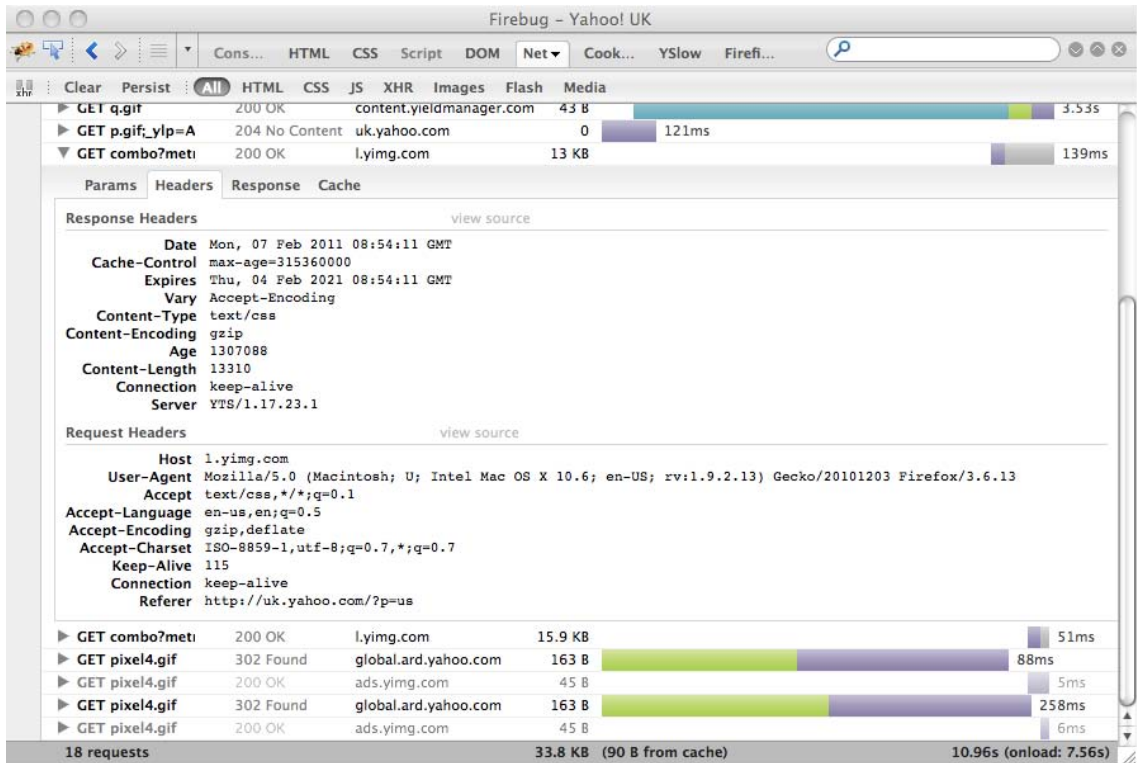 Firebug - Yahoo! UK
Cons... HTML CSS Script DOM Net Cook... YSlow Firefi...
xhr Clear Persist All HTML CSS JS XHR Images Flash Media
GET q.gif 200 OK content.yieldmanager.com 43 B 3.53s
GET p.gif;_ylp=A 204 No Content uk.yahoo.com 0 121ms
GET combo?metr 200 OK l.yimg.com 13 KB 139ms
Params Headers Response Cache
Response Headers view source
Date Mon, 07 Feb 2011 08:54:11 GMT
Cache-Control max-age=315360000
Expires Thu, 04 Feb 2021 08:54:11 GMT
Vary Accept-Encoding
Content-Type text/css
Content-Encoding gzip
Age 1307088
Content-Length 13310
Connection keep-alive
Server YTS/1.17.23.1
Request Headers view source
Host l.yimg.com
User-Agent Mozilla/5.0 (Macintosh; U; Intel Mac OS X 10.6; en-US; rv:1.9.2.13) Gecko/20101203 Firefox/3.6.13
Accept text/css,*/*;q=0.1
Accept-Language en-us,en;q=0.5
Accept-Encoding gzip,deflate
Accept-Charset ISO-8859-1,utf-8;q=0.7,*;q=0.7
Keep-Alive 115
Connection keep-alive
Referer http://uk.yahoo.com/?p=us
GET combo?metr 200 OK l.yimg.com 15.9 KB 51ms
GET pixel4.gif 302 Found global.ard.yahoo.com 163 B 88ms
GET pixel4.gif 200 OK ads.yimg.com 45 B 5ms
GET pixel4.gif 302 Found global.ard.yahoo.com 163 B 258ms
GET pixel4.gif 200 OK ads.yimg.com 45 B 6ms
18 requests 33.8 KB (90 B from cache) 10.96s (onload: 7.56s)